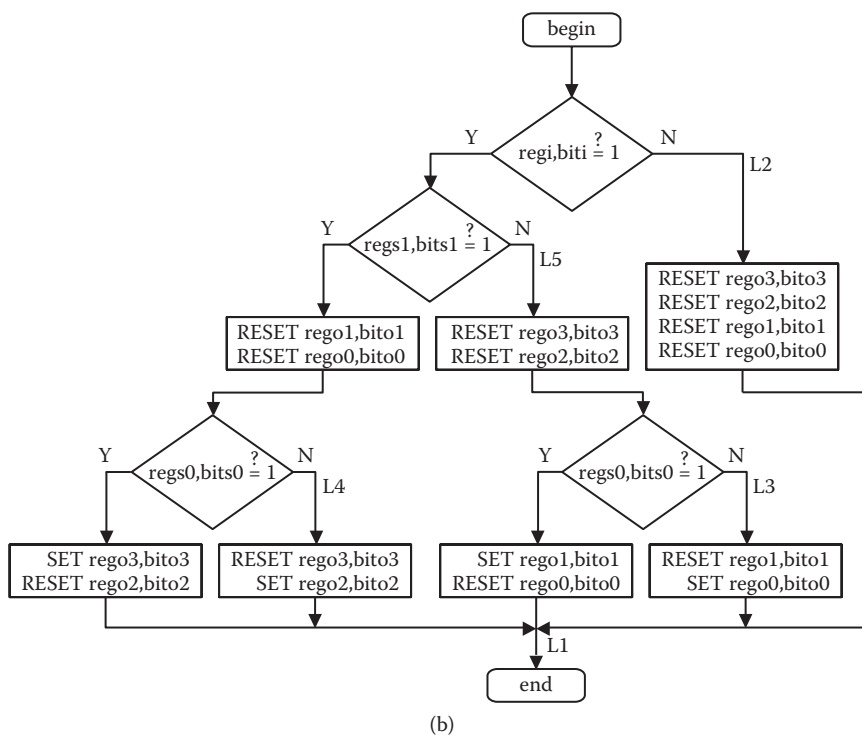 begin
?
regi,biti = 1
Y
N
L2
?
regs1,bits1 = 1
Y
N
L5
RESET rego3,bito3
RESET rego2,bito2
RESET rego1,bito1
RESET rego0,bito0
RESET rego1,bito1
RESET rego0,bito0
RESET rego3,bito3
RESET rego2,bito2
?
regs0,bits0 = 1
Y
N
L4
?
regs0,bits0 = 1
Y
N
L3
SET rego3,bito3
RESET rego2,bito2
RESET rego3,bito3
SET rego2,bito2
SET rego1,bito1
RESET rego0,bito0
RESET rego1,bito1
SET rego0,bito0
L1
end
(b)